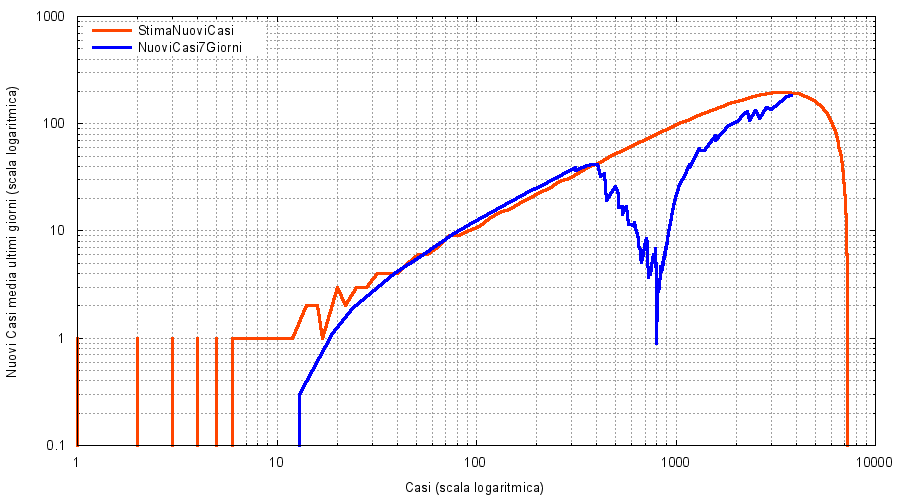 1000
StimaNuoviCasi
NuoviCasi7Giorni
100
10
1
0.1
Nuovi Casi media ultimi giorni (scala logaritmica)
1 10 100 1000 10000
Casi (scala logaritmica)